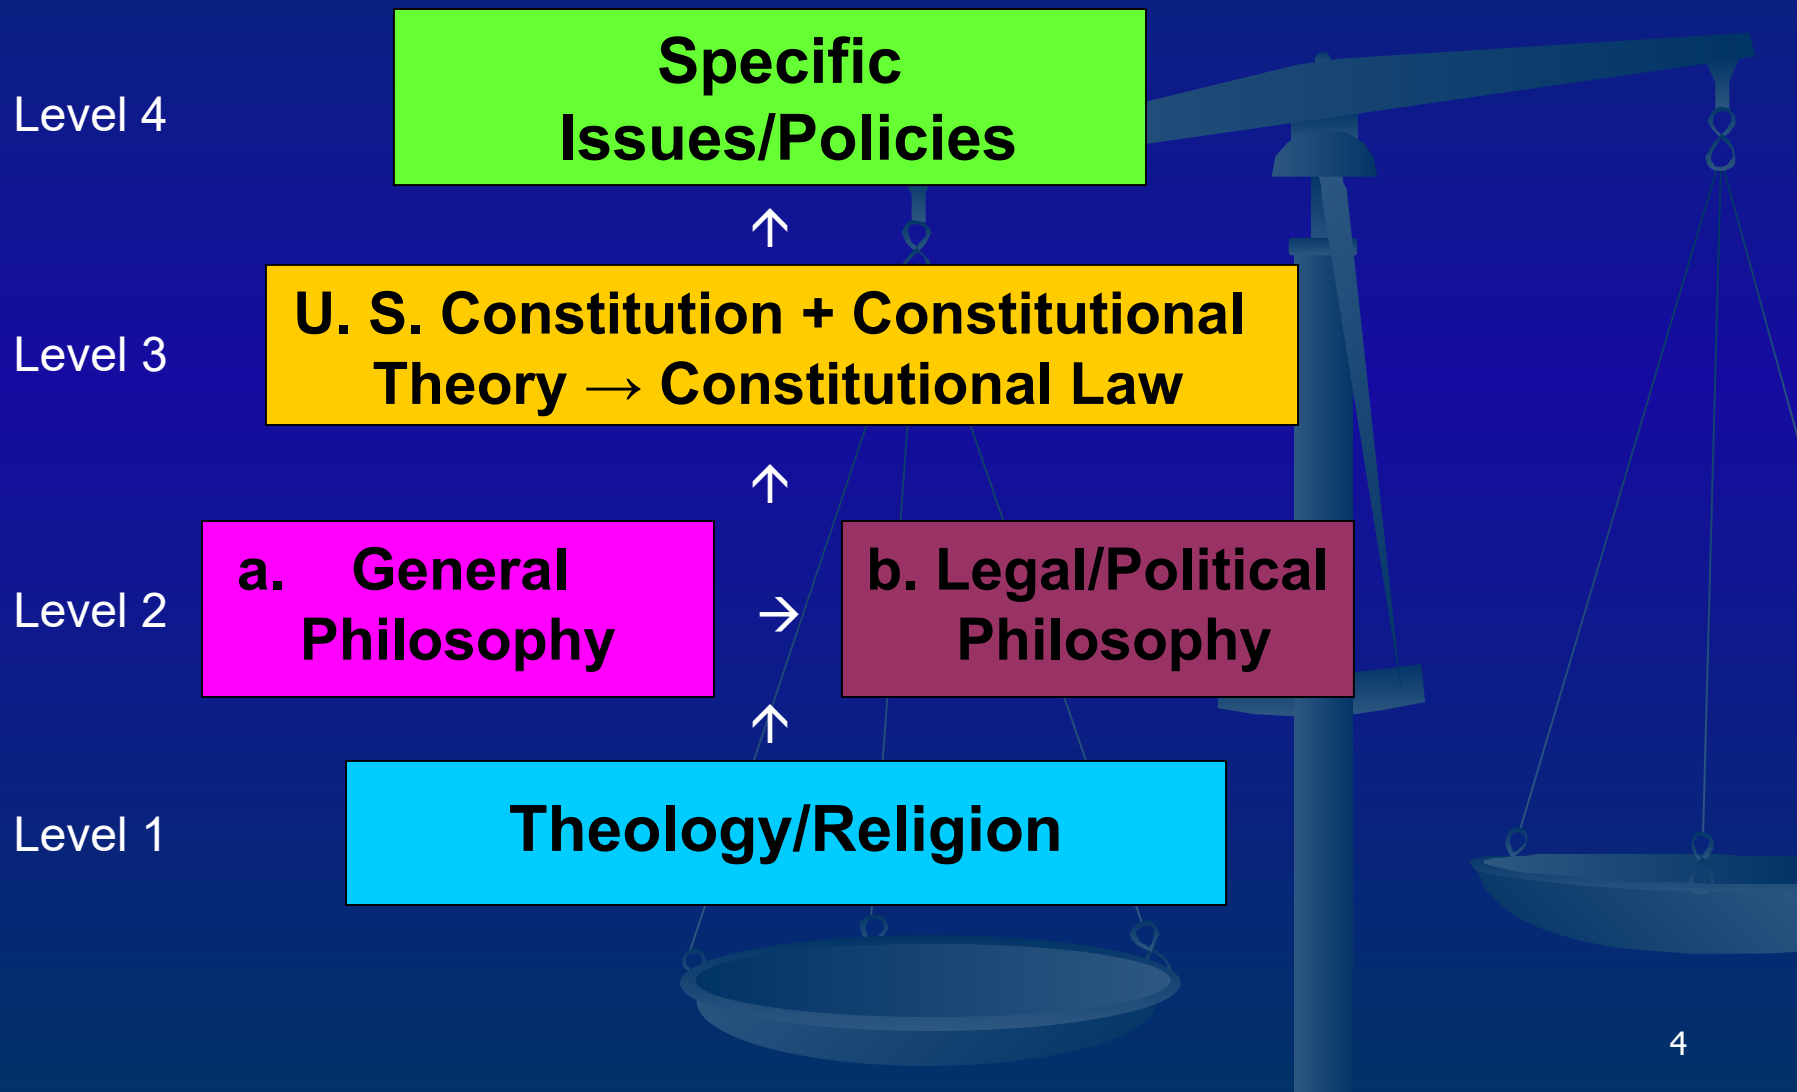 Specific
Issues/Policies
Level 4
↑
U. S. Constitution + Constitutional
Theory → Constitutional Law
Level 3
↑
a. General
Philosophy
→
b. Legal/Political
Philosophy
Level 2
↑
Theology/Religion
Level 1
4